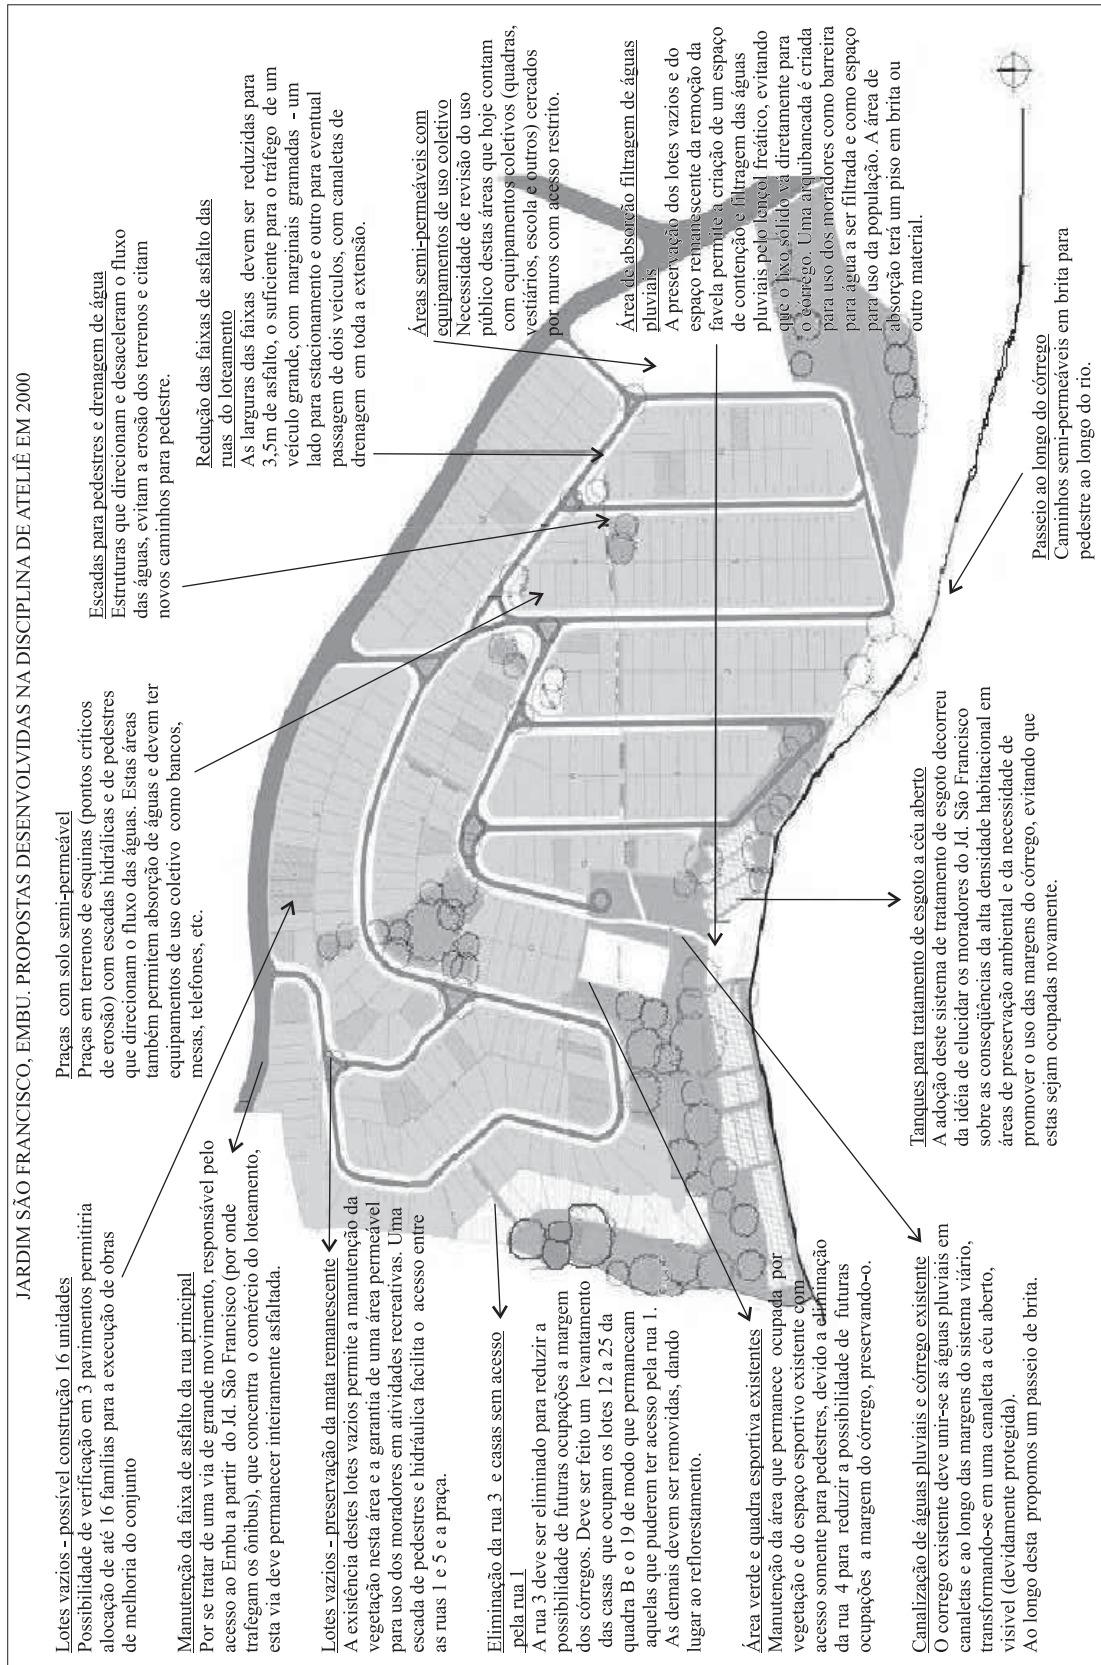 JARDIM SÃO FRANCISCO, EMBU. PROPOSTAS DESENVOLVIDAS NA DISCIPLINA DE ATELIÊ EM 2000
Lotes vazios - possível construção 16 unidades
Possibilidade de verificação em 3 pavimentos permitiria
alocação de até 16 famílias para a execução de obras
de melhoria do conjunto
Manutenção da faixa de asfalto da rua principal
Por se tratar de uma via de grande movimento, responsável pelo
acesso ao Embu a partir do Jd. São Francisco (por onde
trafegam os ônibus), que concentra o comércio do loteamento,
esta via deve permanecer inteiramente asfaltada.
Lotes vazios - preservação da mata remanescente
A existência destes lotes vazios permite a manutenção da
vegetação nesta área e a garantia de uma área permeável
para uso dos moradores em atividades recreativas. Uma
escada de pedestres e hidráulica facilita o acesso entre
as ruas 1 e 5 e a praça.
Eliminação da rua 3 e casas sem acesso
pela rua 1
A rua 3 deve ser eliminado para reduzir a
possibilidade de futuras ocupações a margem
dos córregos. Deve ser feito um levantamento
das casas que ocupam os lotes 12 a 25 da
quadra B e o 19 de modo que permanecam
aquelas que puderem ter acesso pela rua 1.
As demais devem ser removidas, dando
lugar ao reflorestamento.
Área verde e quadra esportiva existentes
Manutenção da área que permanece ocupada por
vegetação e do espaço esportivo existente com
acesso somente para pedestres, devido a eliminação
da rua 4 para reduzir a possibilidade de futuras
ocupações a margem do córrego, preservando-o.
Canalização de águas pluviais e córrego existente
O corrego existente deve unir-se as águas pluviais em
canaletas e ao longo das margens do sistema viário,
transformando-se em uma canaleta a céu aberto,
visível (devidamente protegida).
Ao longo desta propomos um passeio de brita.
Praças com solo semi-permeável
Praças em terrenos de esquinas (pontos críticos
de erosão) com escadas hidrálicas e de pedestres
que direcionam o fluxo das águas. Estas áreas
também permitem absorção de águas e devem ter
equipamentos de uso coletivo como bancos,
mesas, telefones, etc.
Tanques para tratamento de esgoto a céu aberto
A adoção deste sistema de tratamento de esgoto decorreu
da idéia de elucidar os moradores do Jd. São Francisco
sobre as conseqüências da alta densidade habitacional em
áreas de preservação ambiental e da necessidade de
promover o uso das margens do córrego, evitando que
estas sejam ocupadas novamente.
Escadas para pedestres e drenagem de água
Estruturas que direcionam e desaceleram o fluxo
das águas, evitam a erosão dos terrenos e citam
novos caminhos para pedestre.
Redução das faixas de asfalto das
ruas do loteamento
As larguras das faixas devem ser reduzidas para
3,5m de asfalto, o suficiente para o tráfego de um
veículo grande, com marginais gramadas - um
lado para estacionamento e outro para eventual
passagem de dois veículos, com canaletas de
drenagem em toda a extensão.
Áreas semi-permeáveis com
equipamentos de uso coletivo
Necessidade de revisão do uso
público destas áreas que hoje contam
com equipamentos coletivos (quadras,
vestiários, escola e outros) cercados
por muros com acesso restrito.
Área de absorção filtragem de águas
pluviais
A preservação dos lotes vazios e do
espaço remanescente da remoção da
favela permite a criação de um espaço
de contenção e filtragem das águas
pluviais pelo lençol freático, evitando
que o lixo sólido vá diretamente para
o córrego. Uma arquibancada é criada
para uso dos moradores como barreira
para água a ser filtrada e como espaço
para uso da população. A área de
absorção terá um piso em brita ou
outro material.
Passeio ao longo do córrego
Caminhos semi-permeáveis em brita para
pedestre ao longo do rio.